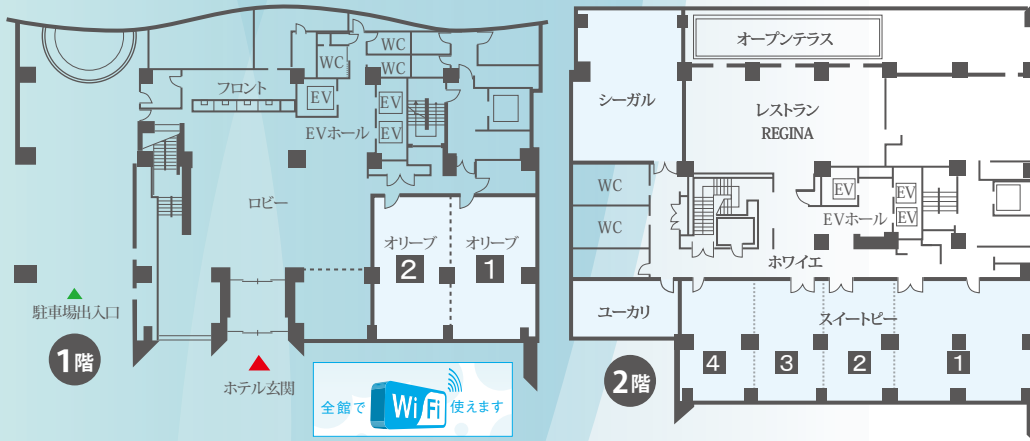 WC
WC
WC
フロント
EV
EV
EV
EVホール
ロビー
オリーブ
2
オリーブ
1
駐車場出入口
1階
ホテル玄関
全館で WiFi 使えます
オープンテラス
シーガル
レストラン
REGINA
WC
WC
EV
EV
EV
EVホール
ホワイエ
ユーカリ
スイートピー
4
3
2
1
2階